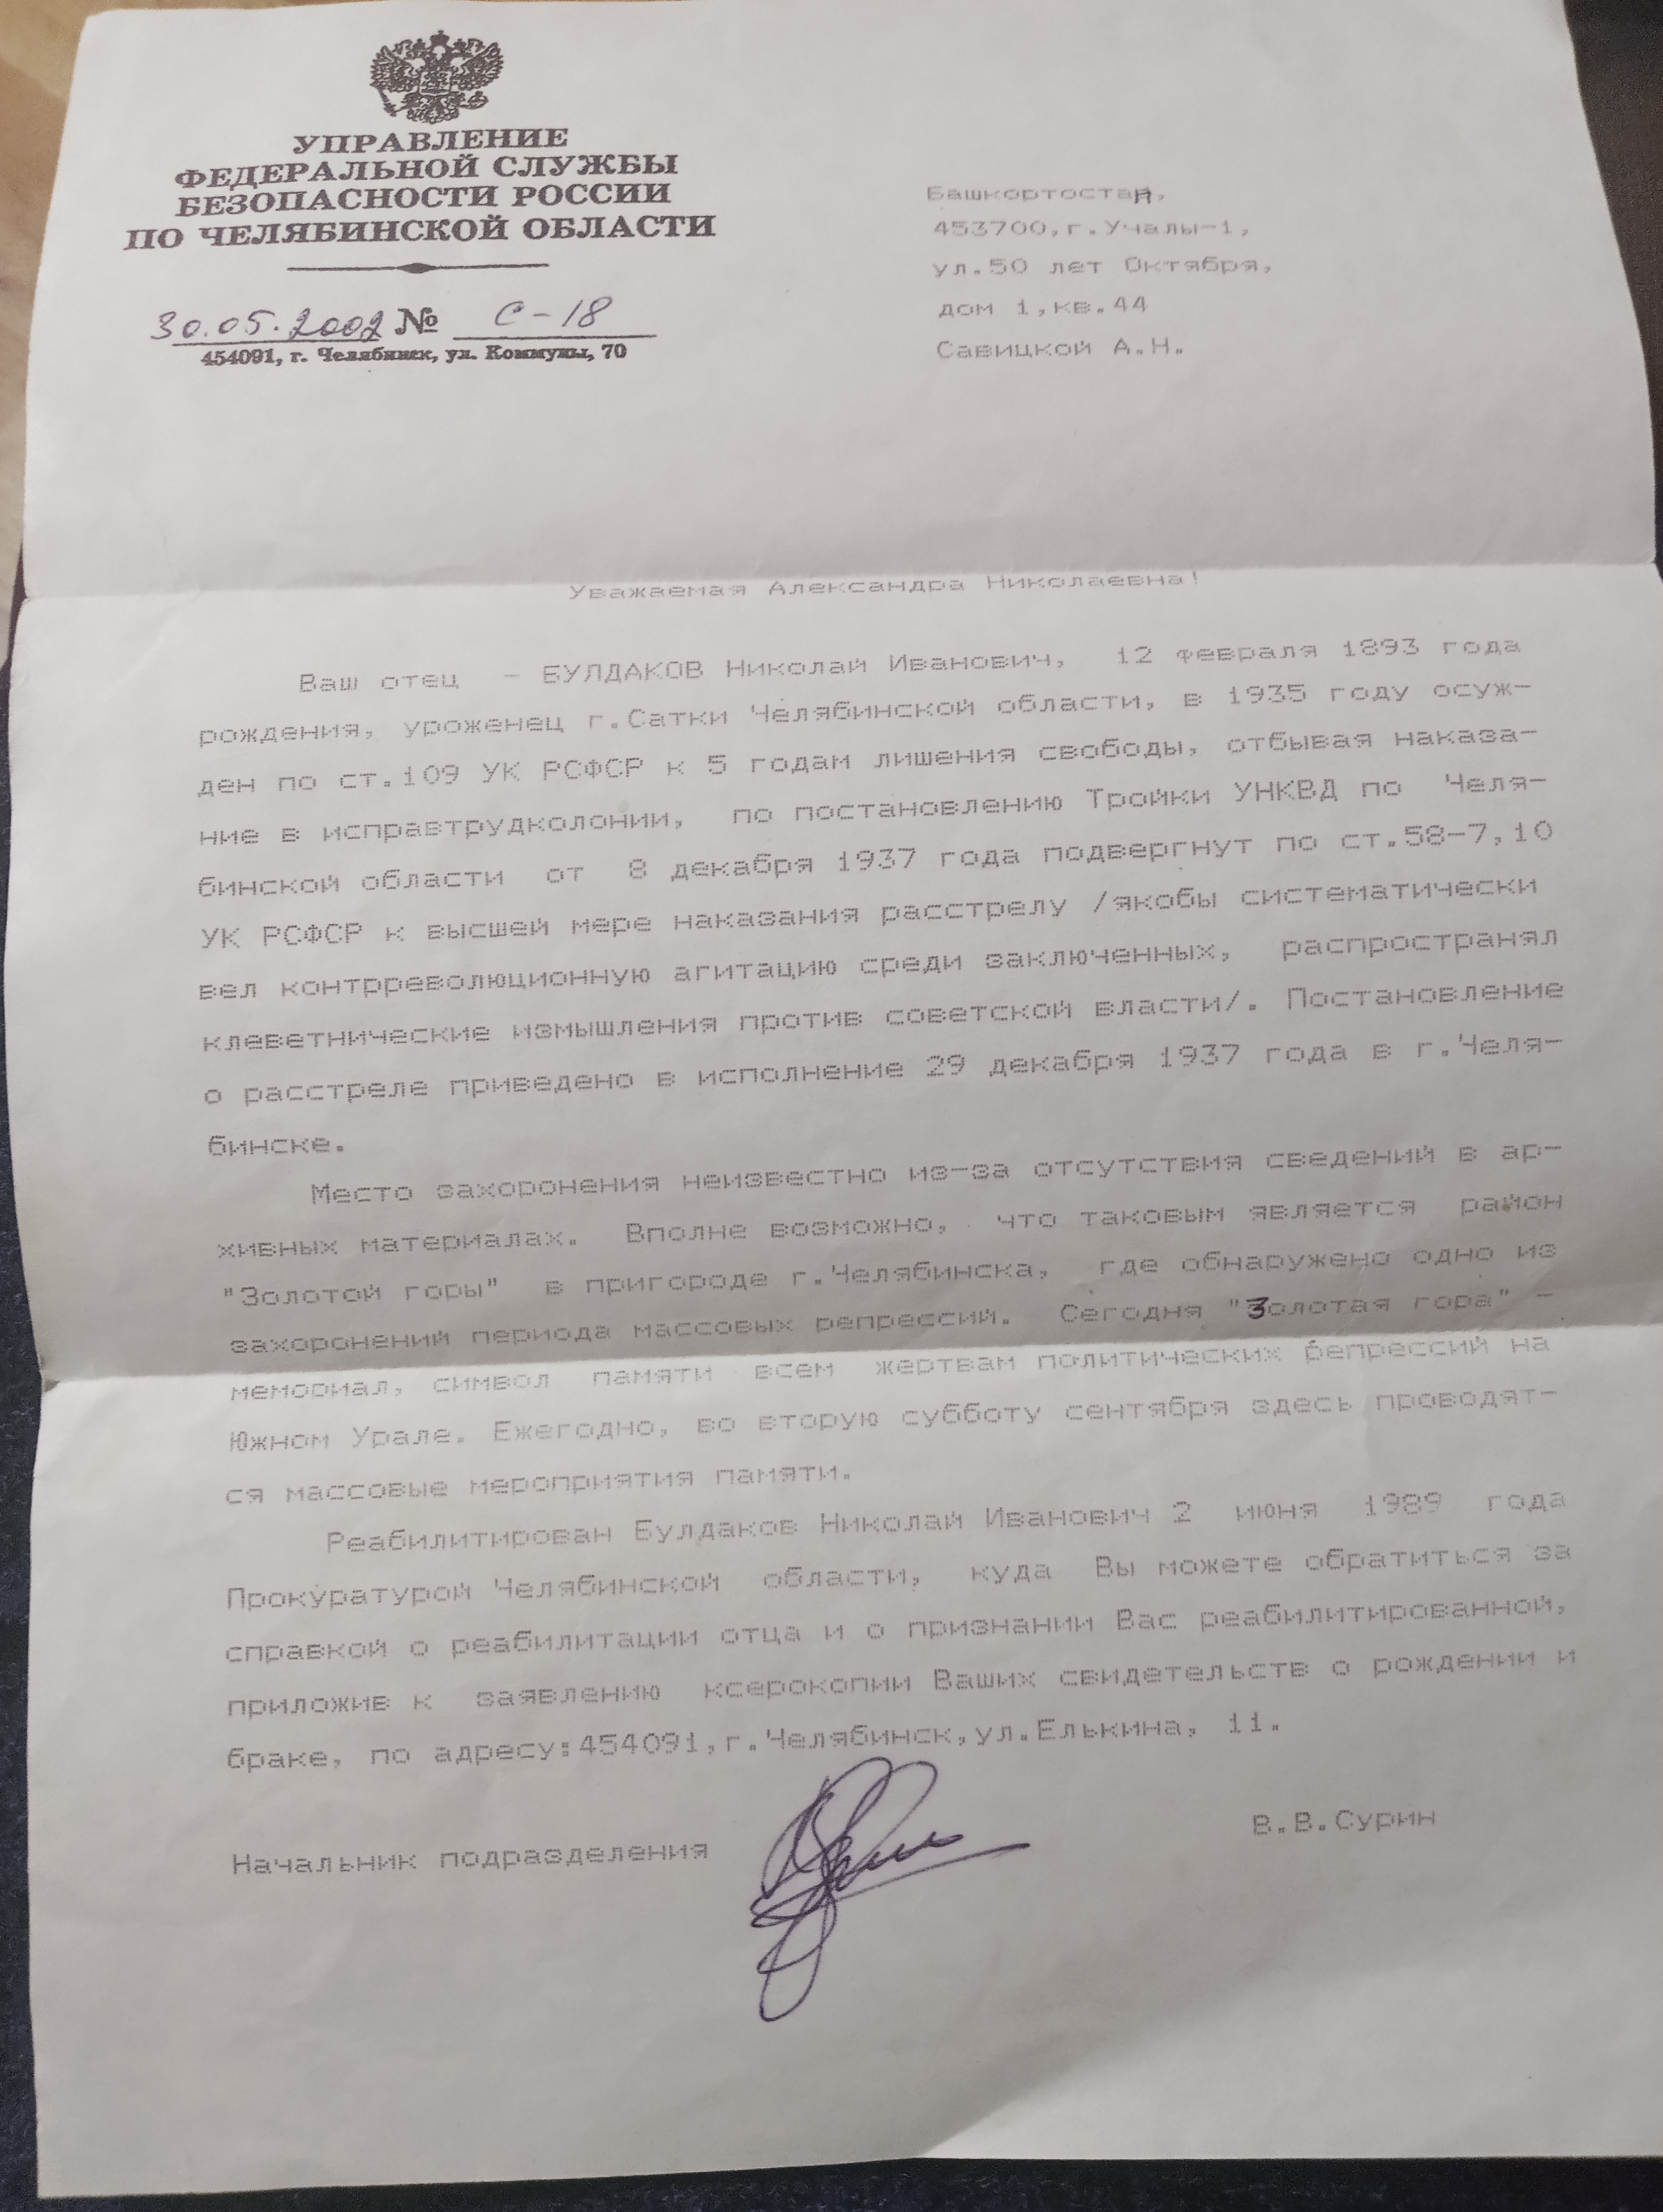 УПРАВЛЕНИЕ
ФЕДЕРАЛЬНОЙ СЛУЖБЫ
БЕЗОПАСНОСТИ РОССИИ
ПО ЧЕЛЯБИНСКОЙ ОБЛАСТИ
30.05.2002 № С-18
454091, г. Челябинск, ул. Коммуны, 70
Башкортостан,
453700,г.Учалы-1,
ул.50 лет Октября,
дом 1,кв.44
Савицкой А.Н.
Уважаемая Александра Николаевна!
Ваш отец - БУЛДАКОВ Николай Иванович, 12 февраля 1893 года
рождения, уроженец г.Сатки Челябинской области, в 1935 году осуж-
ден по ст.109 УК РСФСР к 5 годам лишения свободы, отбывая наказа-
ние в исправтрудколонии, по постановлению Тройки УНКВД по Челя-
бинской области от 8 декабря 1937 года подвергнут по ст.58-7,10
УК РСФСР к высшей мере наказания расстрелу /якобы систематически
вел контрреволюционную агитацию среди заключенных, распространял
клеветнические измышления против советской власти/. Постановление
о расстреле приведено в исполнение 29 декабря 1937 года в г.Челя-
бинске.
Место захоронения неизвестно из-за отсутствия сведений в ар-
хивных материалах. Вполне возможно, что таковым является район
"Золотой горы" в пригороде г.Челябинска, где обнаружено одно из
захоронений периода массовых репрессий. Сегодня "Золотая гора" -
мемориал, символ памяти всем жертвам политических репрессий на
Южном Урале. Ежегодно, во вторую субботу сентября здесь проводят-
ся массовые мероприятия памяти.
Реабилитирован Булдаков Николай Иванович 2 июня 1989 года
Прокуратурой Челябинской области, куда Вы можете обратиться за
справкой о реабилитации отца и о признании Вас реабилитированной,
приложив к заявлению ксерокопии Ваших свидетельств о рождении и
браке, по адресу:454091,г.Челябинск,ул.Елькина, 11.
Начальник подразделения В.В.Сурин